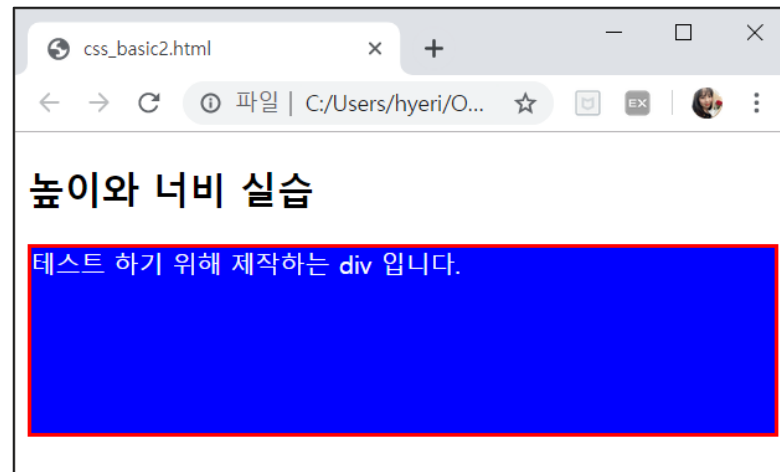 css_basic2.html
파일 | C:/Users/hyeri/O...
EX
높이와 너비 실습
테스트 하기 위해 제작하는 div 입니다.